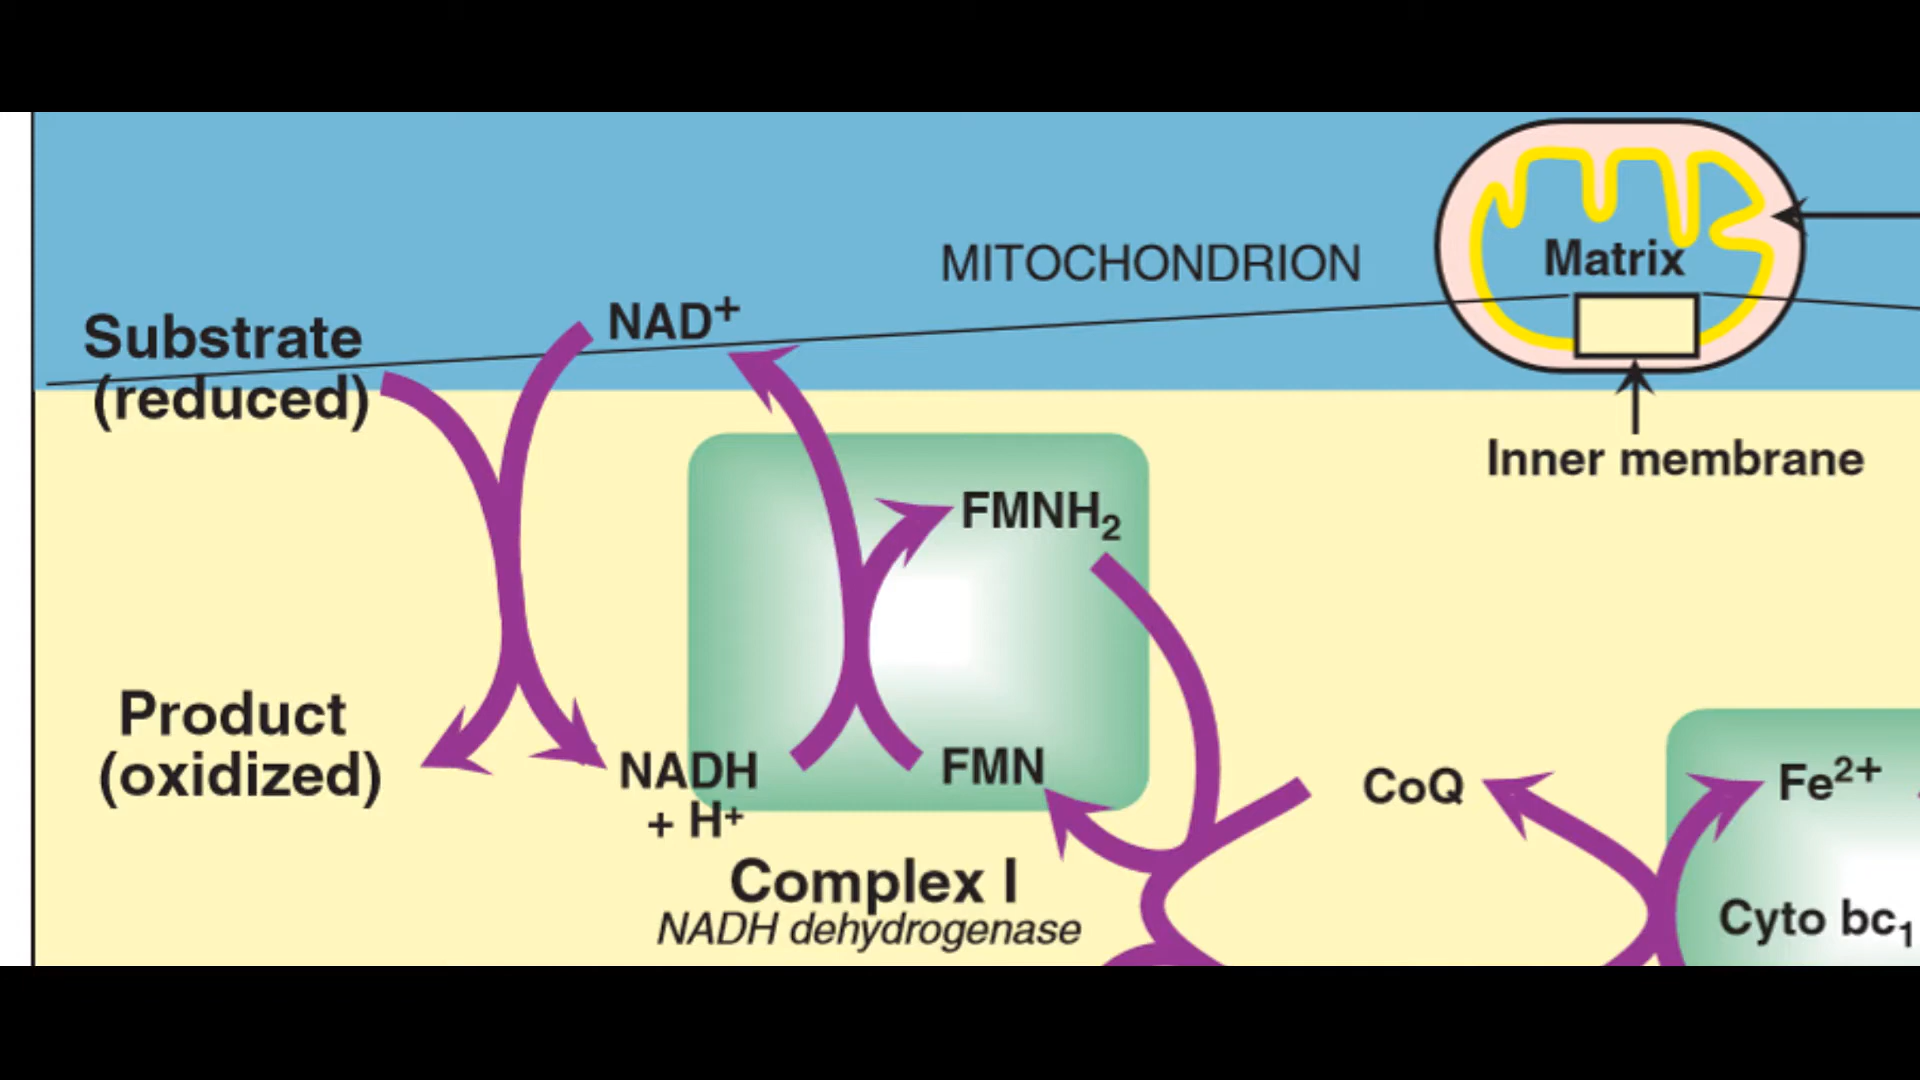 MITOCHONDRION
Matrix
Substrate
(reduced)
NAD⁺
Inner membrane
FMNH₂
Product
(oxidized)
NADH
+ H⁺
FMN
CoQ
Fe²⁺
Complex I
NADH dehydrogenase
Cyto bc₁